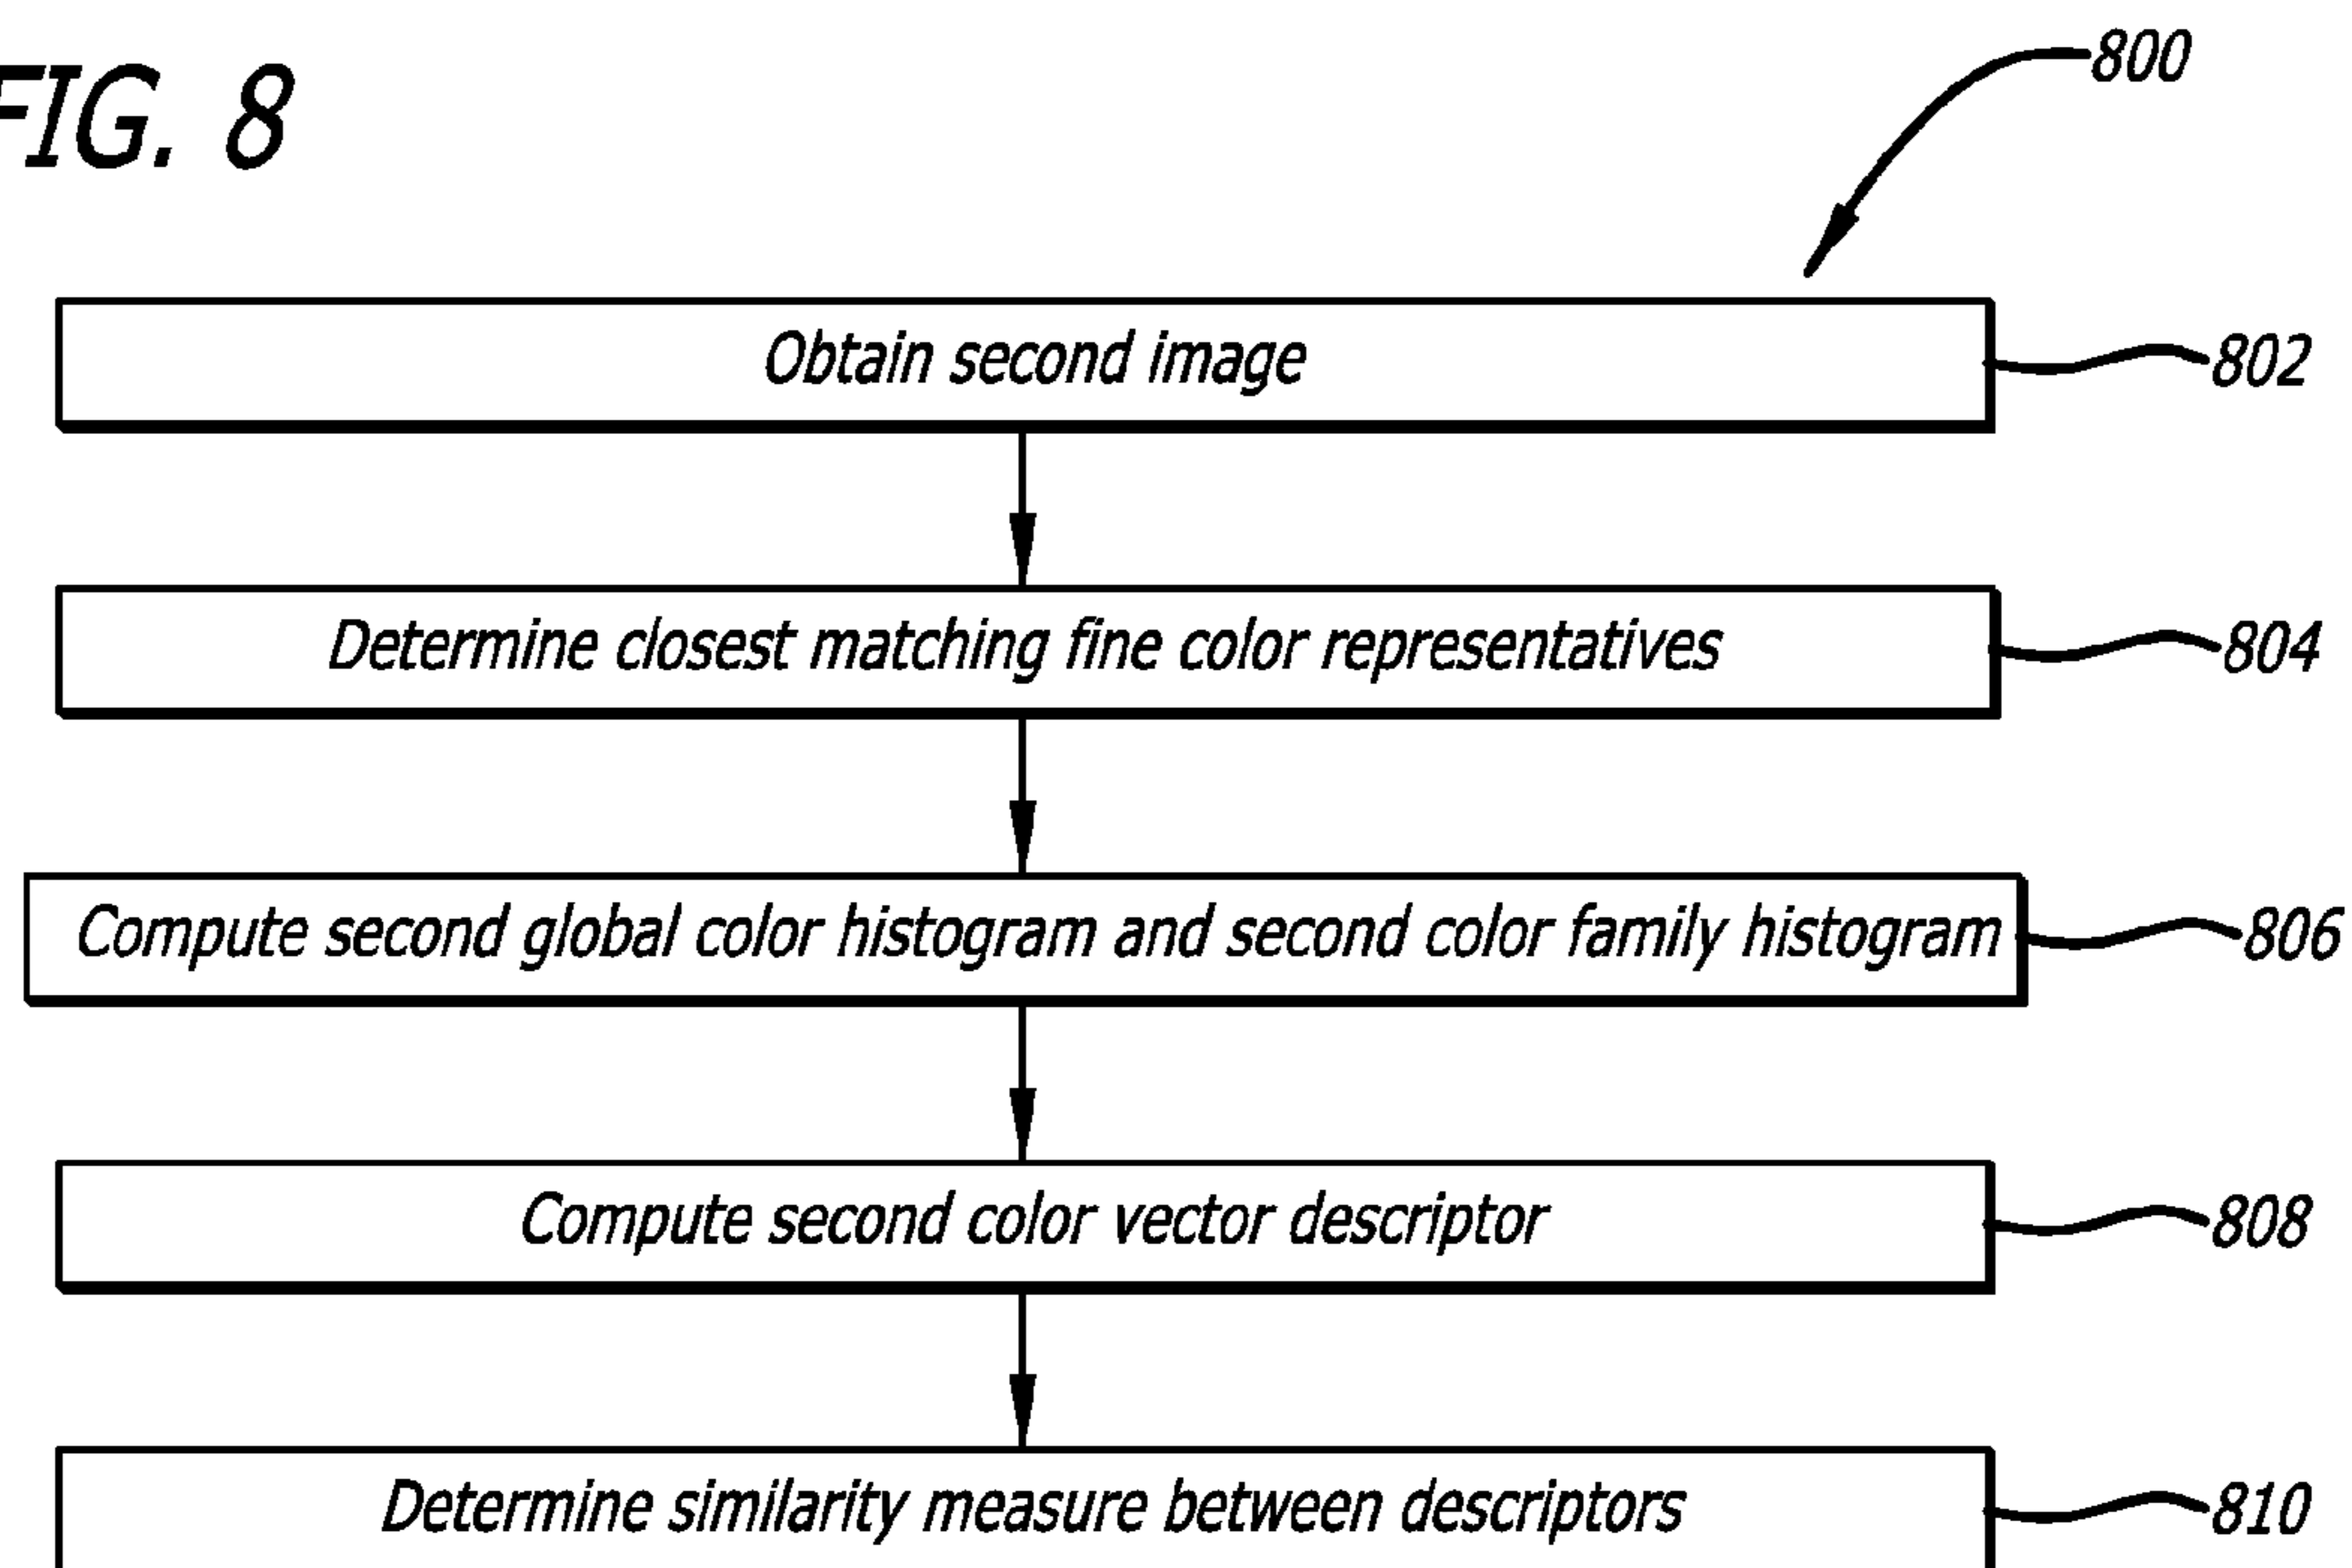 FIG. 8
800
Obtain second image
802
Determine closest matching fine color representatives
804
Compute second global color histogram and second color family histogram
806
Compute second color vector descriptor
808
Determine similarity measure between descriptors
810